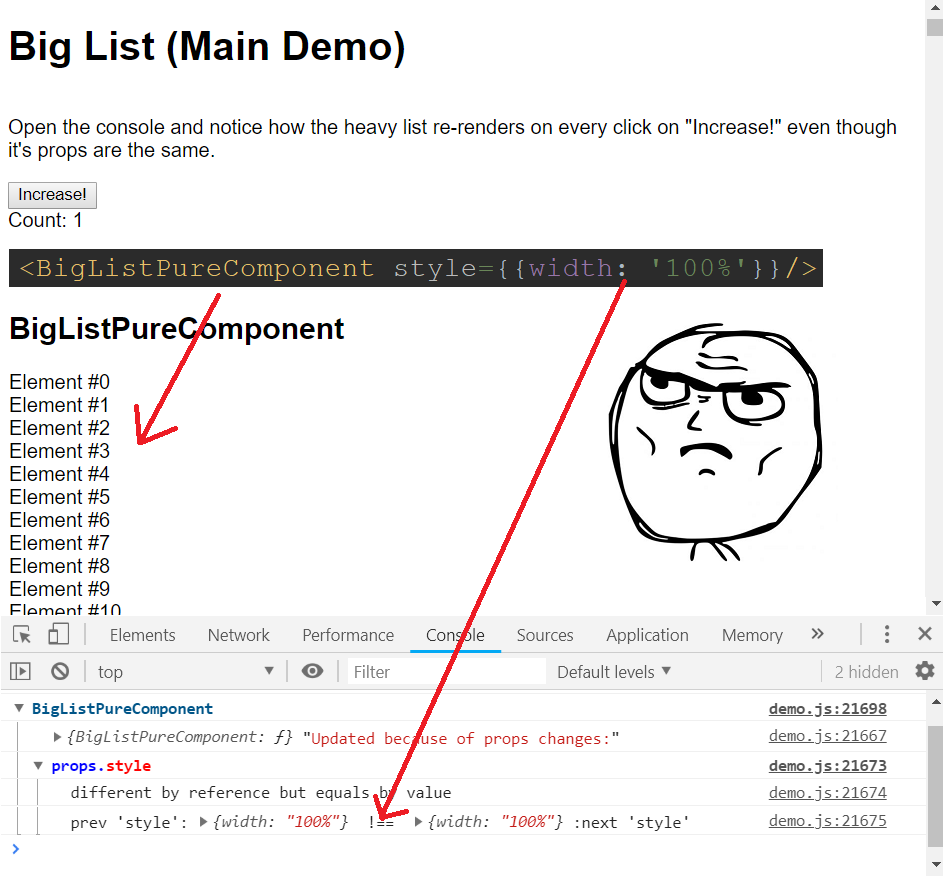 Big List (Main Demo)
Open the console and notice how the heavy list re-renders on every click on "Increase!" even though
it's props are the same.
Increase!
Count: 1
<BigListPureComponent style={{width: '100%'}}/>
BigListPureComponent
Element #0
Element #1
Element #2
Element #3
Element #4
Element #5
Element #6
Element #7
Element #8
Element #9
Element #10
Elements Network Performance Console Sources Application Memory »
top ▼ Filter Default levels ▼ 2 hidden
▼ BigListPureComponent demo.js:21698
▶ {BigListPureComponent: ƒ} "Updated because of props changes:" demo.js:21667
▼ props.style demo.js:21673
different by reference but equals by value demo.js:21674
prev 'style': ▶ {width: "100%"} !== ▶ {width: "100%"} :next 'style' demo.js:21675
>